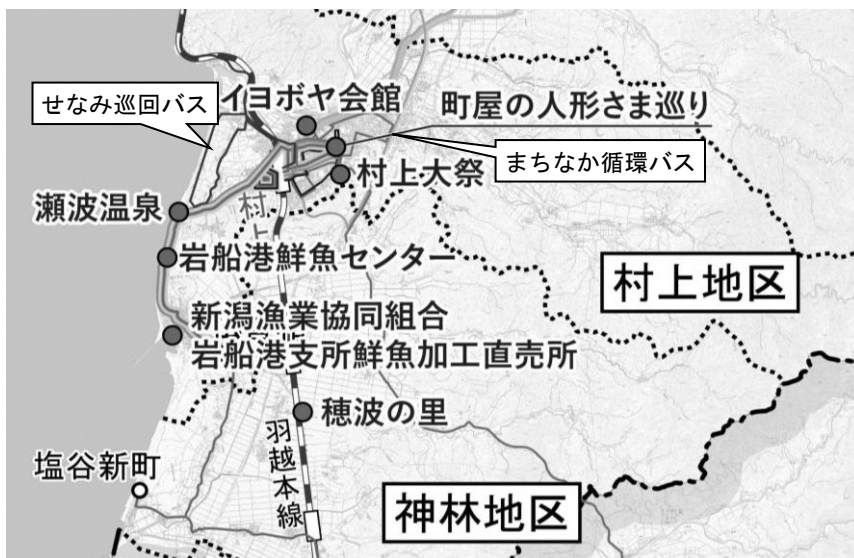 せなみ巡回バス
イヨボヤ会館
町屋の人形さま巡り
まちなか循環バス
村上大祭
瀬波温泉
村上
岩船港鮮魚センター
村上地区
新潟漁業協同組合
岩船港支所鮮魚加工直売所
穂波の里
羽越本線
塩谷新町
神林地区